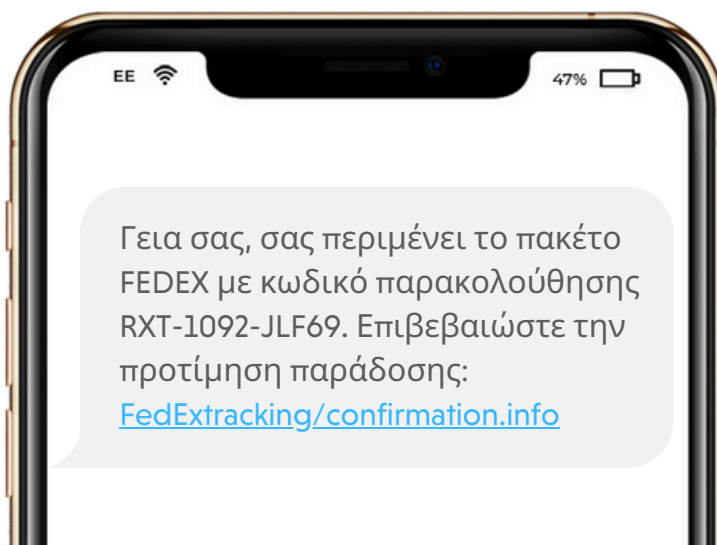 EE
47%
Γεια σας, σας περιμένει το πακέτο
FEDEX με κωδικό παρακολούθησης
RXT-1092-JLF69. Επιβεβαιώστε την
προτίμηση παράδοσης:
FedExtracking/confirmation.info